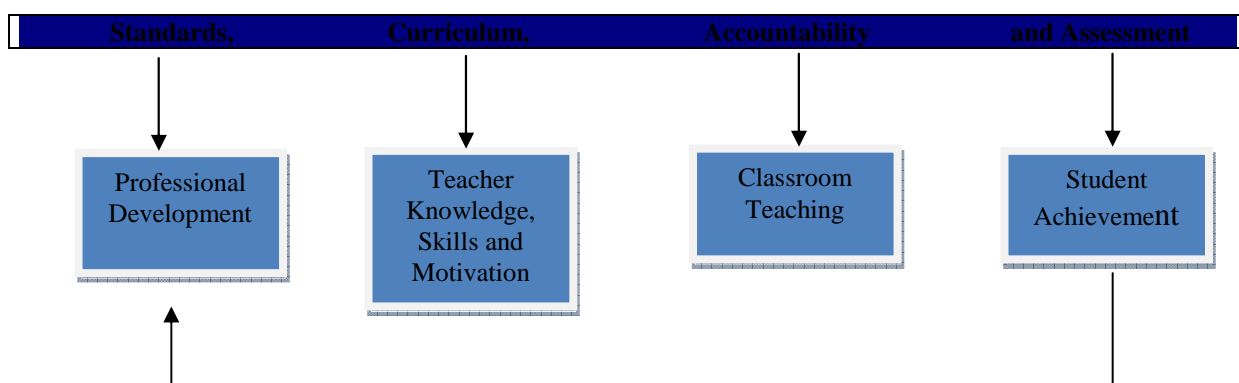 Standards, Curriculum, Accountability and Assessment
Professional
Development
Teacher
Knowledge,
Skills and
Motivation
Classroom
Teaching
Student
Achievement